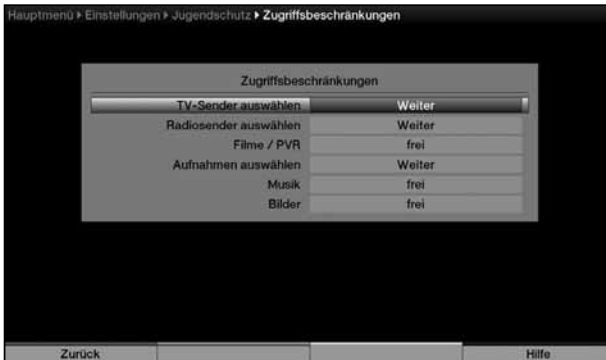 Hauptmenü ▸ Einstellungen ▸ Jugendschutz ▸ Zugriffsbeschränkungen
Zugriffsbeschränkungen
TV-Sender auswählen Weiter
Radiosender auswählen Weiter
Filme / PVR frei
Aufnahmen auswählen Weiter
Musik frei
Bilder frei
Zurück Hilfe